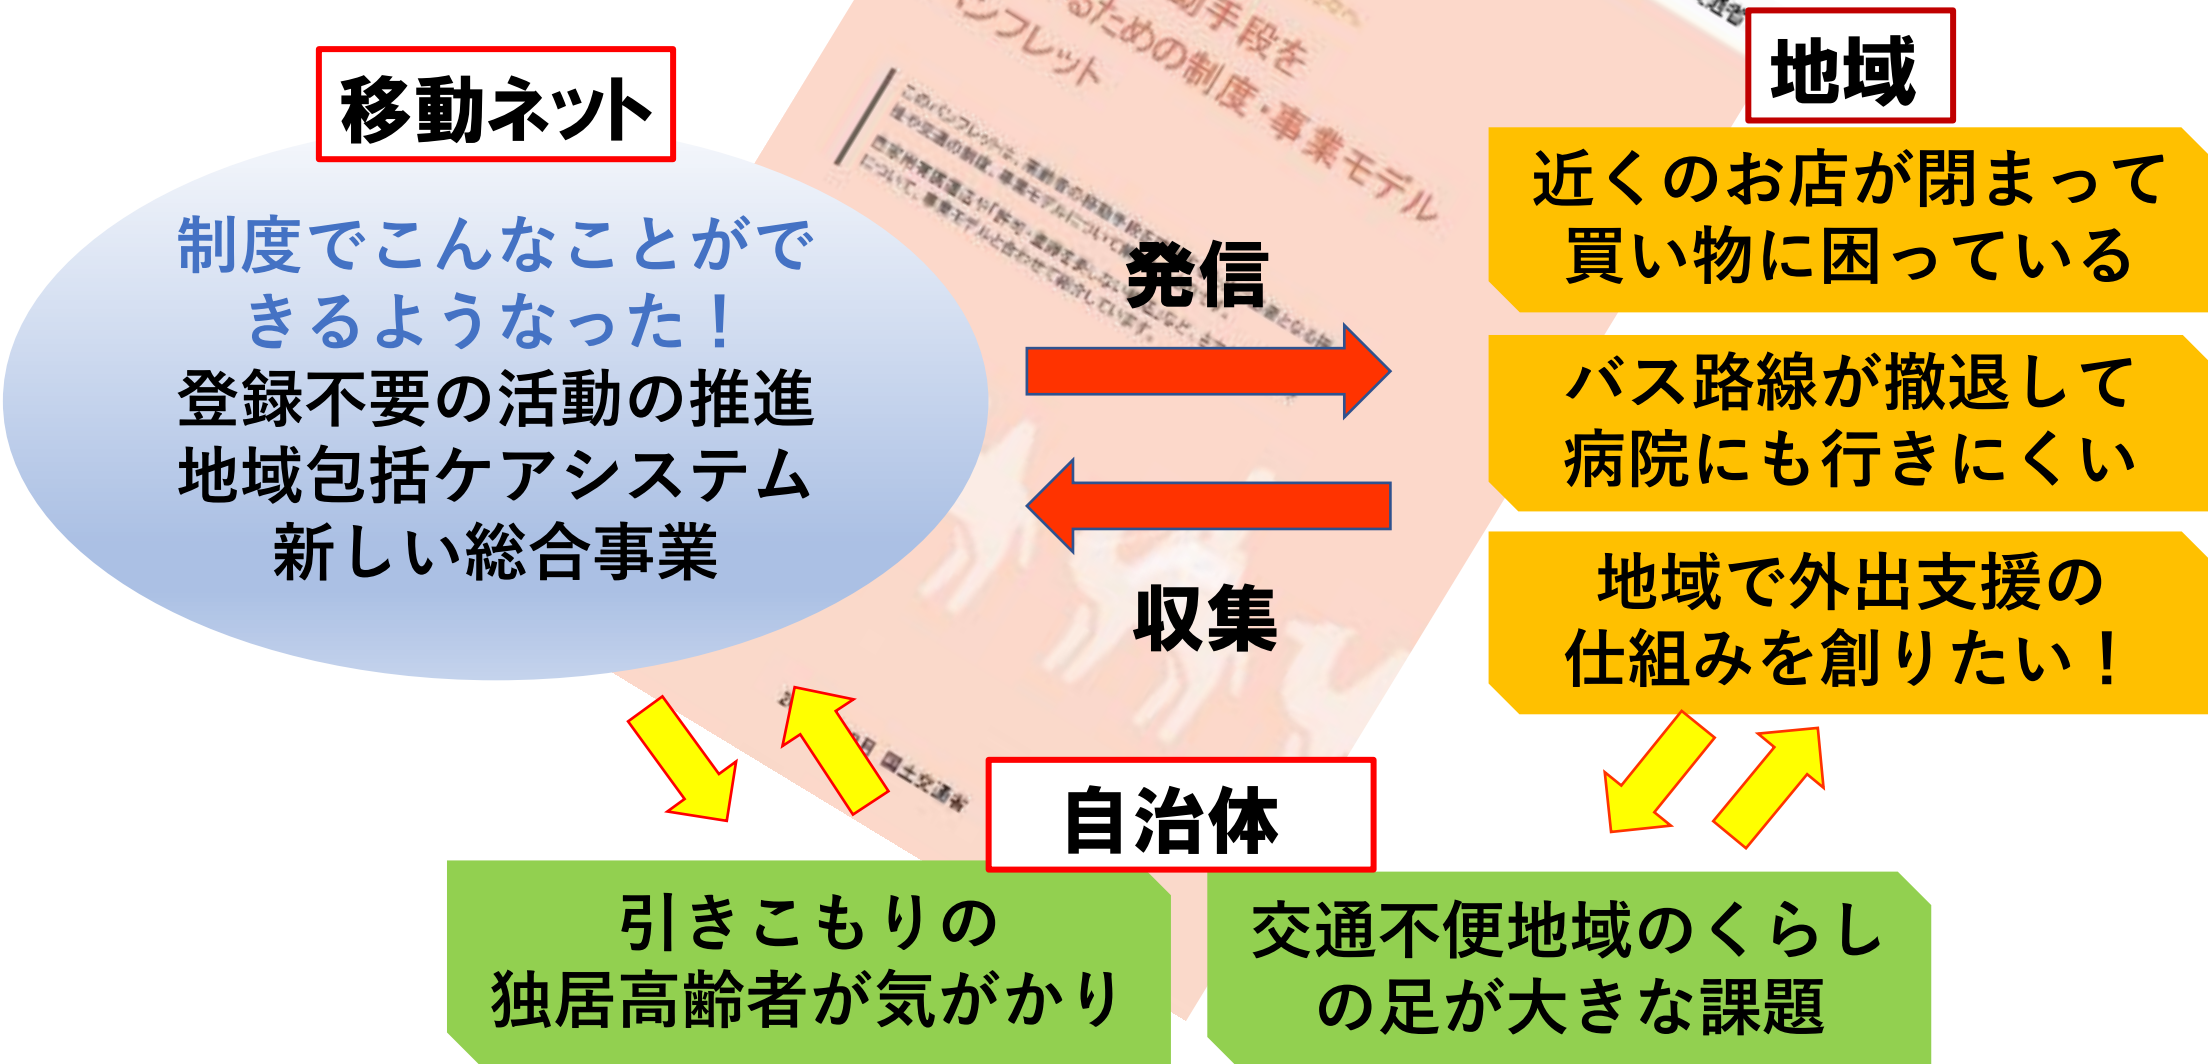 移動ネット
制度でこんなことがで
きるようなった！
登録不要の活動の推進
地域包括ケアシステム
新しい総合事業
動手段を
るための制度・事業モデル
ンフレット
発信
収集
地域
近くのお店が閉まって
買い物に困っている
バス路線が撤退して
病院にも行きにくい
地域で外出支援の
仕組みを創りたい！
国土交通省
自治体
引きこもりの
独居高齢者が気がかり
交通不便地域のくらし
の足が大きな課題